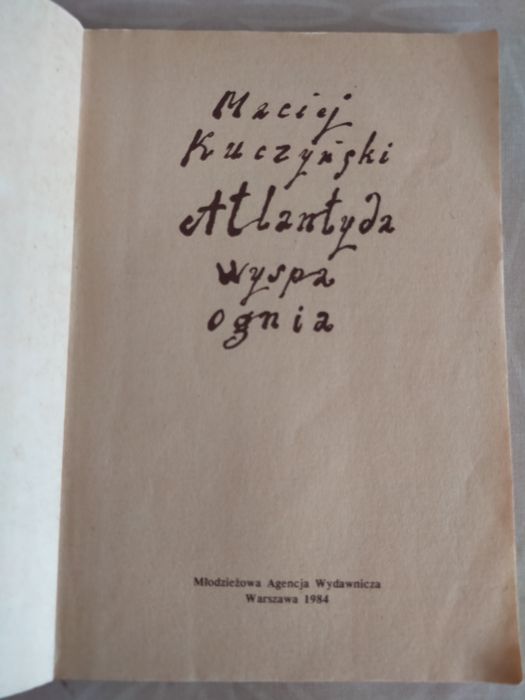 Maciej
Kuczyński
Atlantyda
wyspa
ognia
Młodzieżowa Agencja Wydawnicza
Warszawa 1984